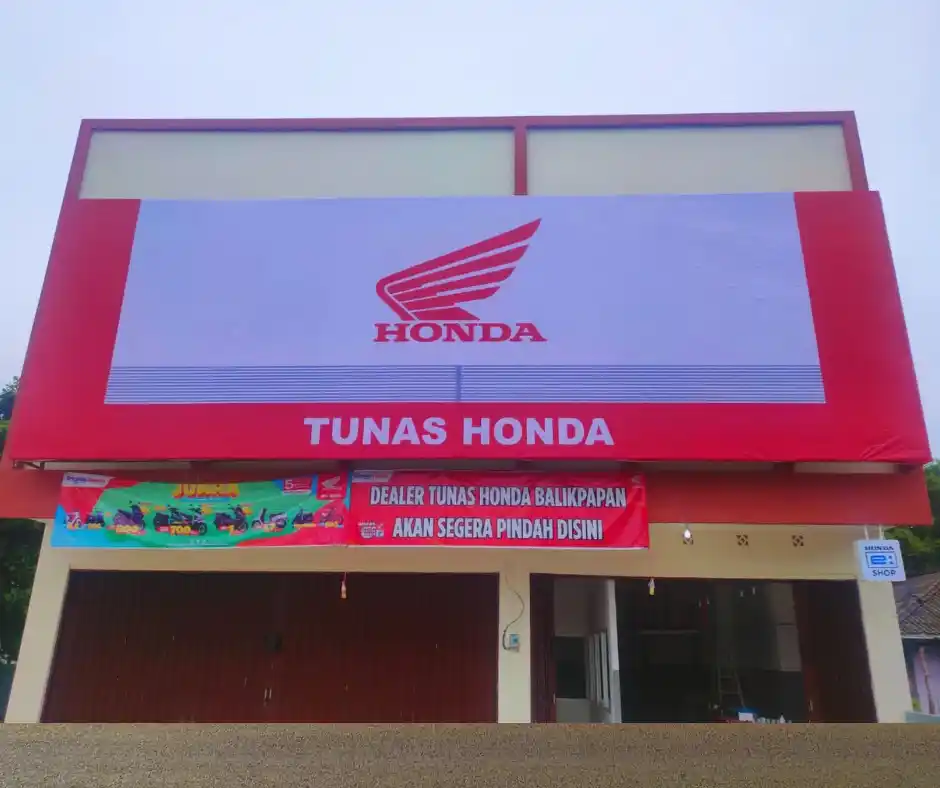 HONDA
TUNAS HONDA
DEALER TUNAS HONDA BALIKPAPAN
AKAN SEGERA PINDAH DISINI
HONDA
e:
SHOP